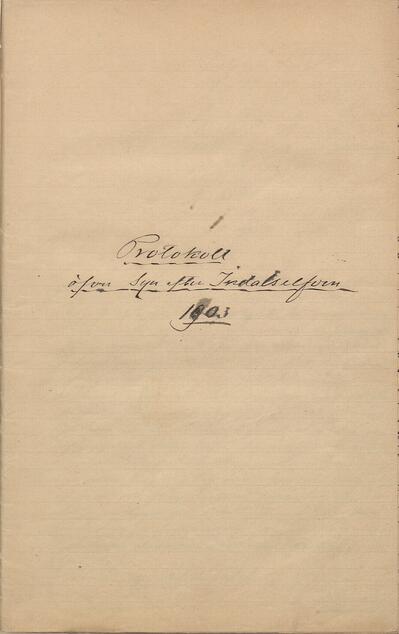 Protokoll
öfver Syn efter Indalselfven
1903